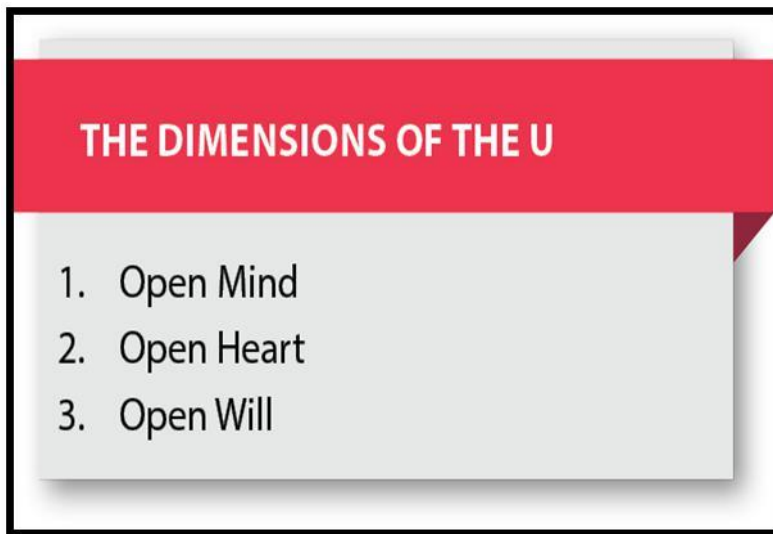 THE DIMENSIONS OF THE U
1. Open Mind
2. Open Heart
3. Open Will